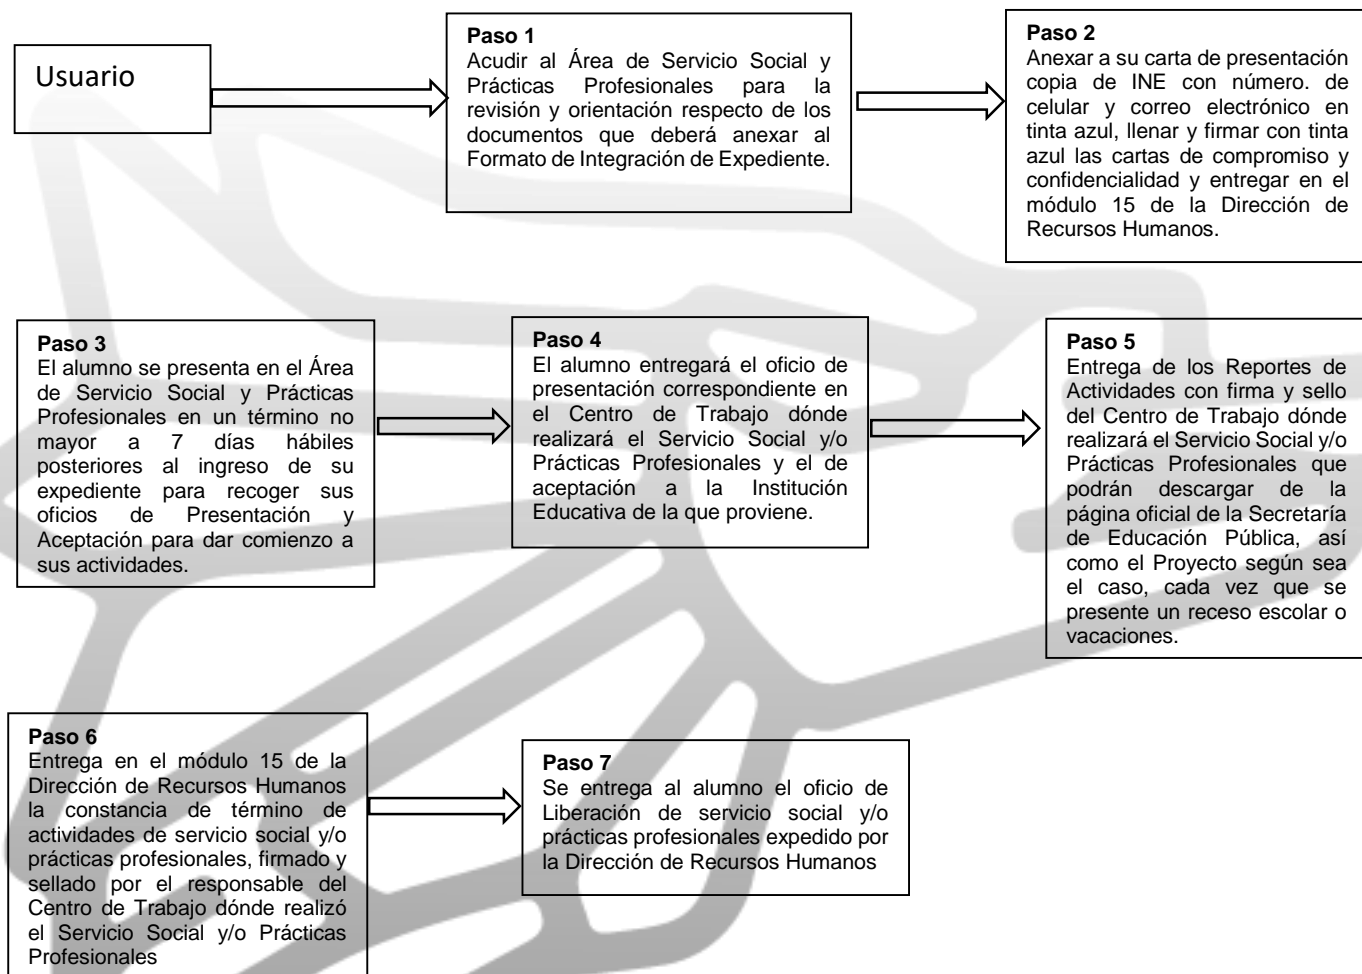 Usuario
Paso 1
Acudir al Área de Servicio Social y
Prácticas Profesionales para la
revisión y orientación respecto de los
documentos que deberá anexar al
Formato de Integración de Expediente.
Paso 2
Anexar a su carta de presentación
copia de INE con número. de
celular y correo electrónico en
tinta azul, llenar y firmar con tinta
azul las cartas de compromiso y
confidencialidad y entregar en el
módulo 15 de la Dirección de
Recursos Humanos.
Paso 3
El alumno se presenta en el Área
de Servicio Social y Prácticas
Profesionales en un término no
mayor a 7 días hábiles
posteriores al ingreso de su
expediente para recoger sus
oficios de Presentación y
Aceptación para dar comienzo a
sus actividades.
Paso 4
El alumno entregará el oficio de
presentación correspondiente en
el Centro de Trabajo dónde
realizará el Servicio Social y/o
Prácticas Profesionales y el de
aceptación a la Institución
Educativa de la que proviene.
Paso 5
Entrega de los Reportes de
Actividades con firma y sello
del Centro de Trabajo dónde
realizará el Servicio Social y/o
Prácticas Profesionales que
podrán descargar de la
página oficial de la Secretaría
de Educación Pública, así
como el Proyecto según sea
el caso, cada vez que se
presente un receso escolar o
vacaciones.
Paso 6
Entrega en el módulo 15 de la
Dirección de Recursos Humanos
la constancia de término de
actividades de servicio social y/o
prácticas profesionales, firmado y
sellado por el responsable del
Centro de Trabajo dónde realizó
el Servicio Social y/o Prácticas
Profesionales
Paso 7
Se entrega al alumno el oficio de
Liberación de servicio social y/o
prácticas profesionales expedido por
la Dirección de Recursos Humanos